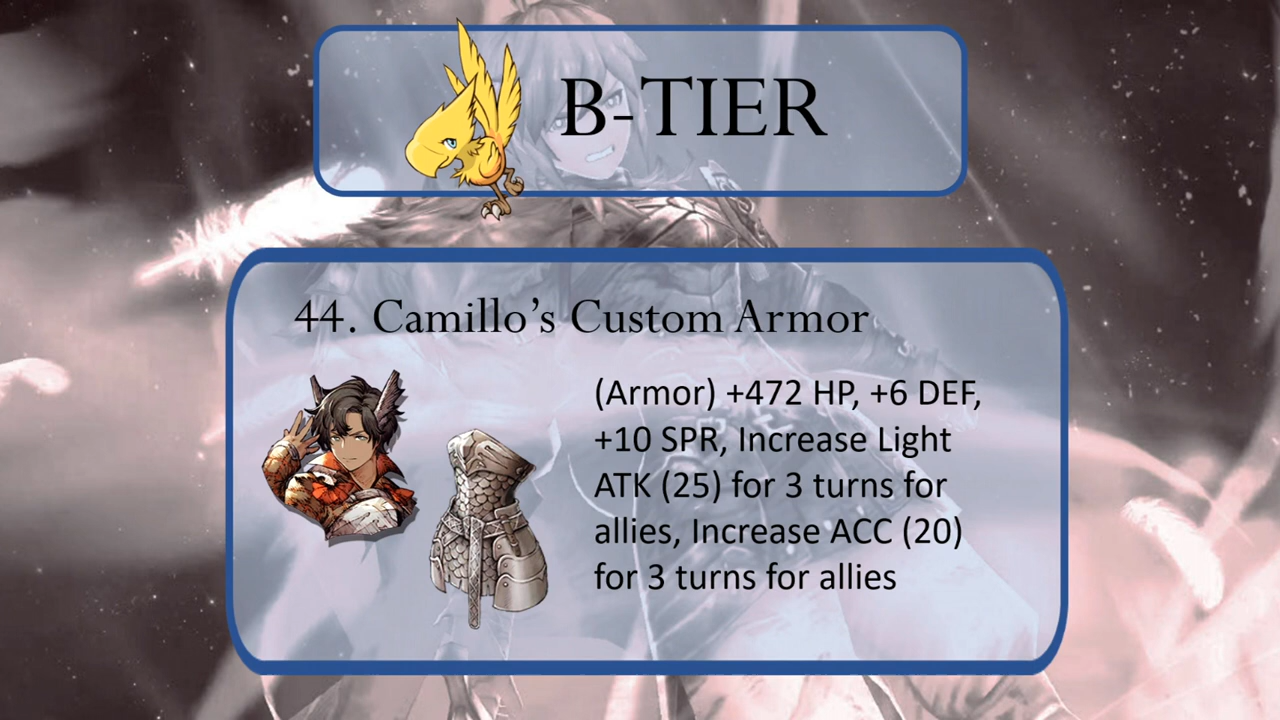 B-TIER
44. Camillo’s Custom Armor
(Armor) +472 HP, +6 DEF,
+10 SPR, Increase Light
ATK (25) for 3 turns for
allies, Increase ACC (20)
for 3 turns for allies